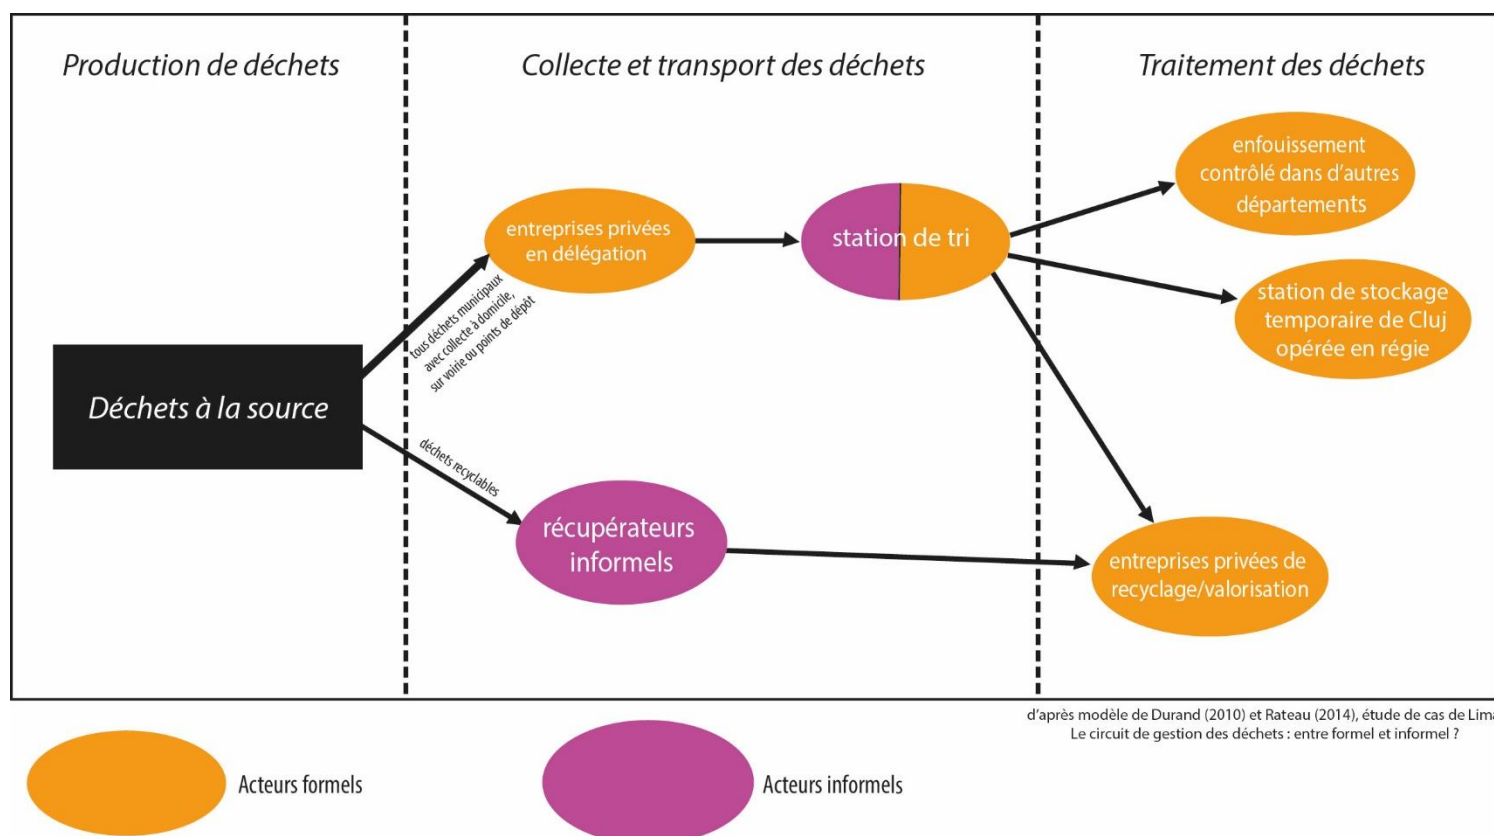 Production de déchets
Collecte et transport des déchets
Traitement des déchets
enfouissement
contrôlé dans d'autres
départements
entreprises privées
en délégation
station de tri
station de stockage
temporaire de Cluj
opérée en régie
tous déchets municipaux
avec collecte à domicile,
sur voirie ou points de dépôt
Déchets à la source
déchets recyclables
récupérateurs
informels
entreprises privées de
recyclage/valorisation
d'après modèle de Durand (2010) et Rateau (2014), étude de cas de Lima
Le circuit de gestion des déchets : entre formel et informel ?
Acteurs formels
Acteurs informels